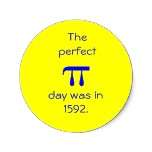 The
perfect
π
day was in
1592.